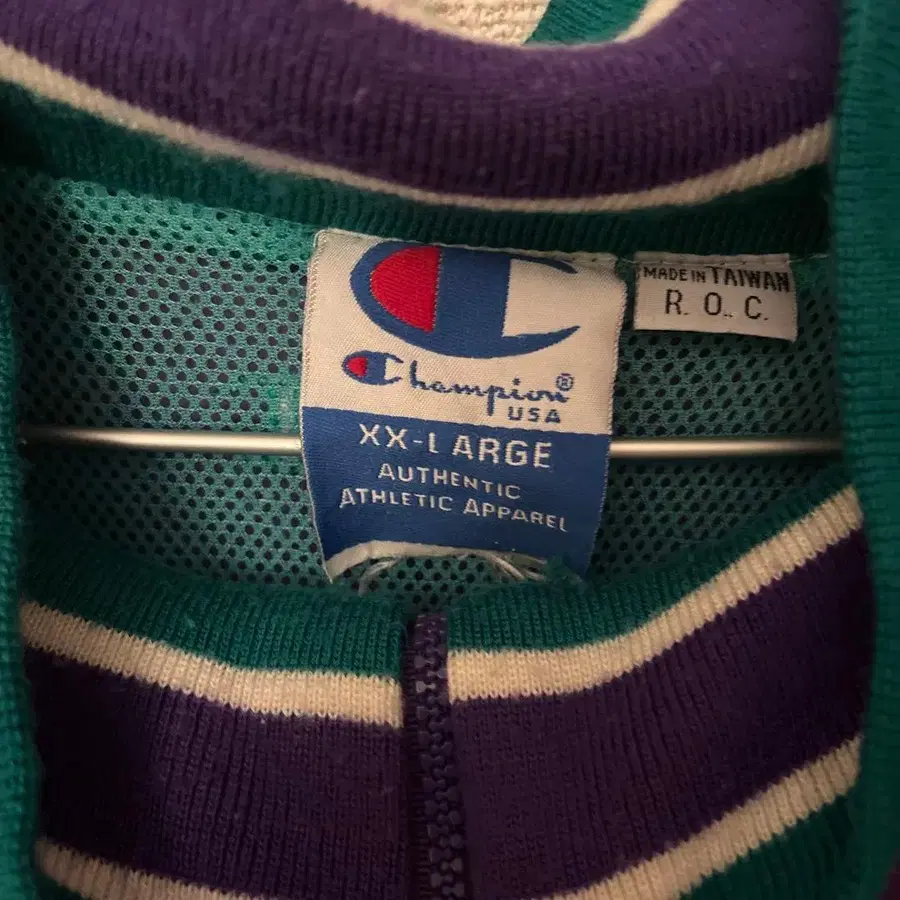 Champion®
USA
XX-LARGE
AUTHENTIC
ATHLETIC APPAREL
MADE IN TAIWAN
R. O. C.